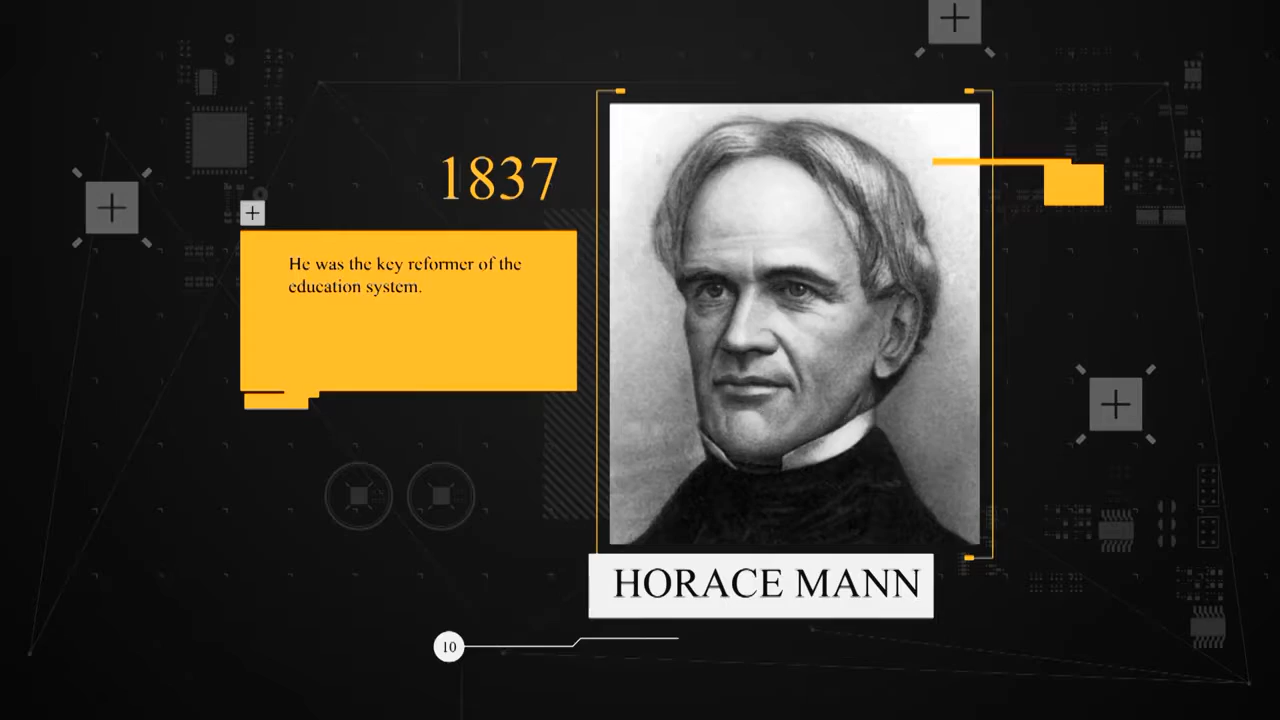 1837
He was the key reformer of the
education system.
HORACE MANN
10